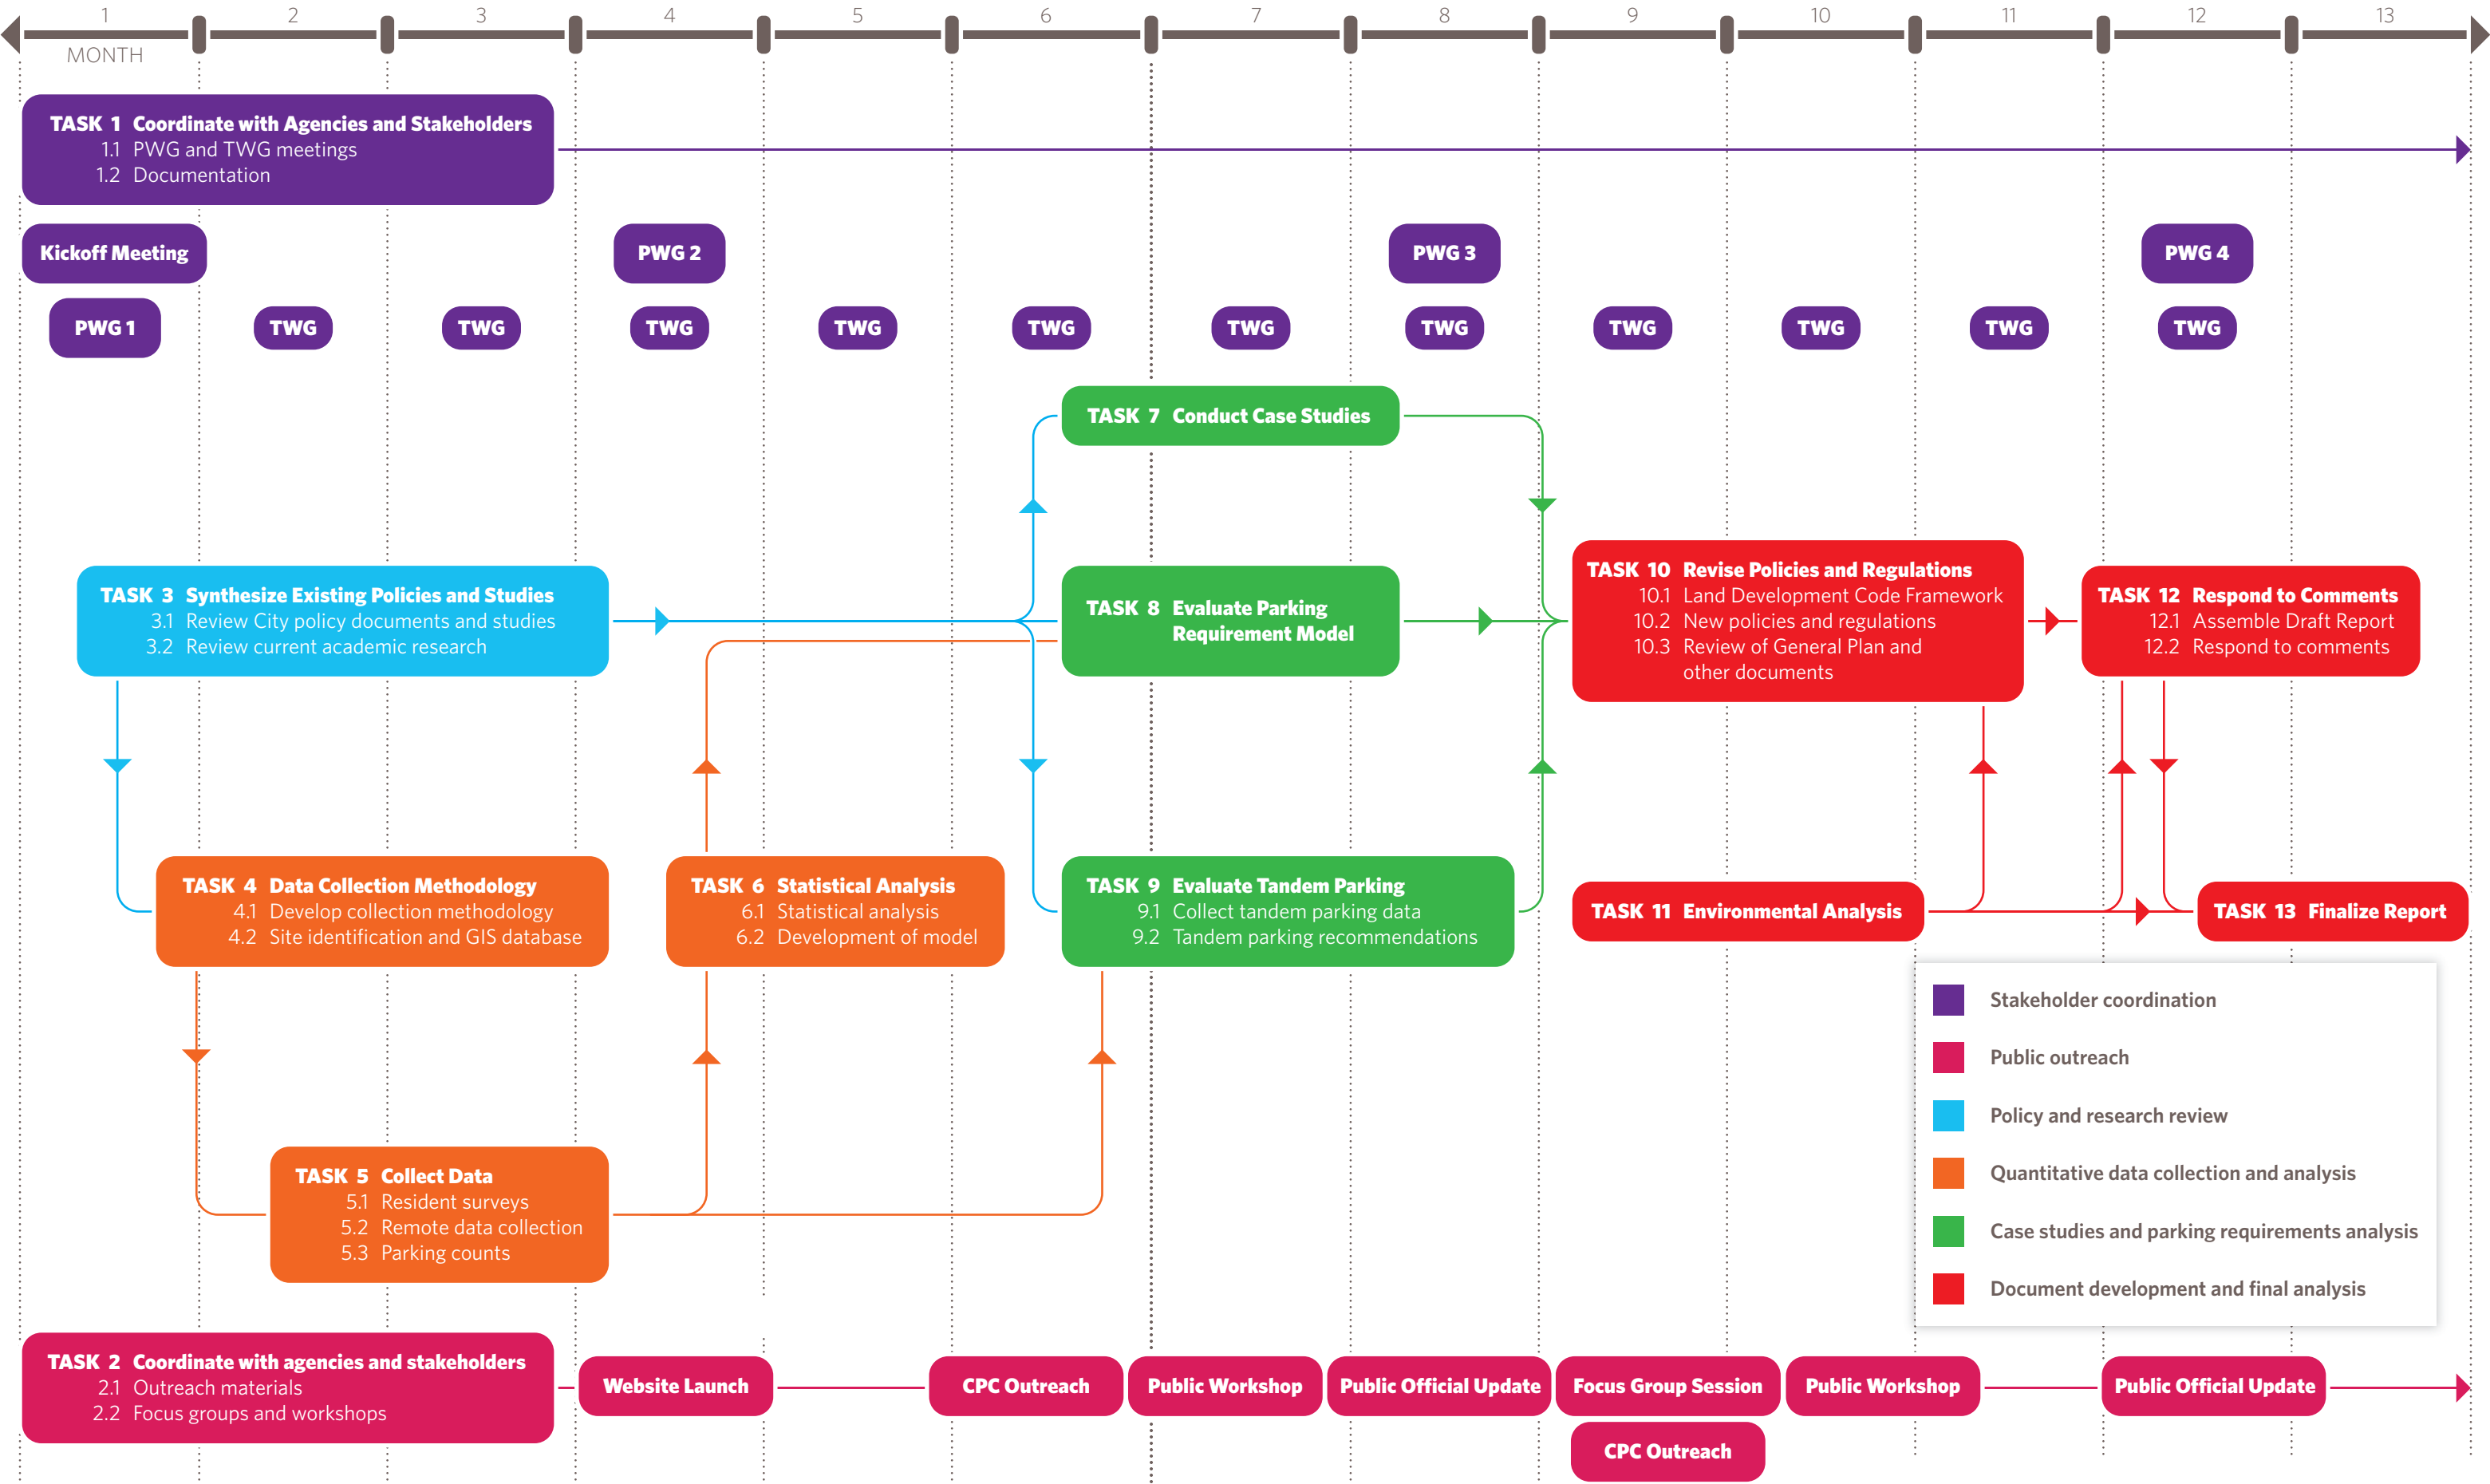 1 2 3 4 5 6 7 8 9 10 11 12 13
MONTH
TASK 1 Coordinate with Agencies and Stakeholders
1.1 PWG and TWG meetings
1.2 Documentation
Kickoff Meeting
PWG 2
PWG 3
PWG 4
PWG 1
TWG
TWG
TWG
TWG
TWG
TWG
TWG
TWG
TWG
TWG
TWG
TASK 7 Conduct Case Studies
TASK 3 Synthesize Existing Policies and Studies
3.1 Review City policy documents and studies
3.2 Review current academic research
TASK 8 Evaluate Parking
Requirement Model
TASK 10 Revise Policies and Regulations
10.1 Land Development Code Framework
10.2 New policies and regulations
10.3 Review of General Plan and
other documents
TASK 12 Respond to Comments
12.1 Assemble Draft Report
12.2 Respond to comments
TASK 4 Data Collection Methodology
4.1 Develop collection methodology
4.2 Site identification and GIS database
TASK 6 Statistical Analysis
6.1 Statistical analysis
6.2 Development of model
TASK 9 Evaluate Tandem Parking
9.1 Collect tandem parking data
9.2 Tandem parking recommendations
TASK 11 Environmental Analysis
TASK 13 Finalize Report
Stakeholder coordination
Public outreach
Policy and research review
Quantitative data collection and analysis
Case studies and parking requirements analysis
Document development and final analysis
TASK 5 Collect Data
5.1 Resident surveys
5.2 Remote data collection
5.3 Parking counts
TASK 2 Coordinate with agencies and stakeholders
2.1 Outreach materials
2.2 Focus groups and workshops
Website Launch
CPC Outreach
Public Workshop
Public Official Update
Focus Group Session
Public Workshop
Public Official Update
CPC Outreach